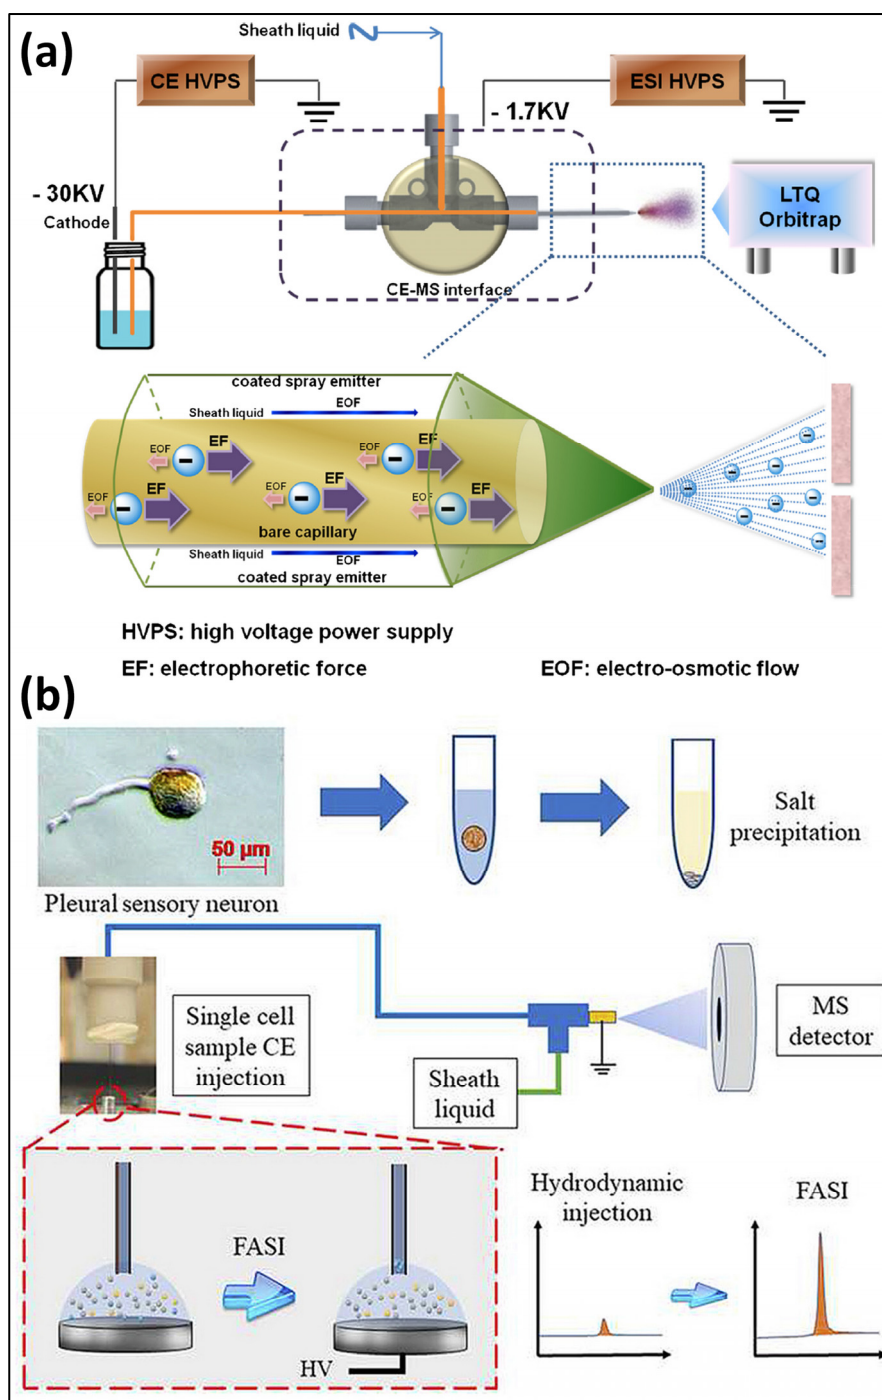 (a)
Sheath liquid
CE HVPS
ESI HVPS
- 1.7KV
- 30KV
Cathode
LTQ
Orbitrap
CE-MS interface
coated spray emitter
Sheath liquid
EOF
EOF
EF
EOF
EF
EOF
EF
EOF
EF
EOF
EF
bare capillary
Sheath liquid
EOF
coated spray emitter
HVPS: high voltage power supply
EF: electrophoretic force
EOF: electro-osmotic flow
(b)
50 µm
Salt
precipitation
Pleural sensory neuron
Single cell
sample CE
injection
MS
detector
Sheath
liquid
FASI
HV
Hydrodynamic
injection
FASI